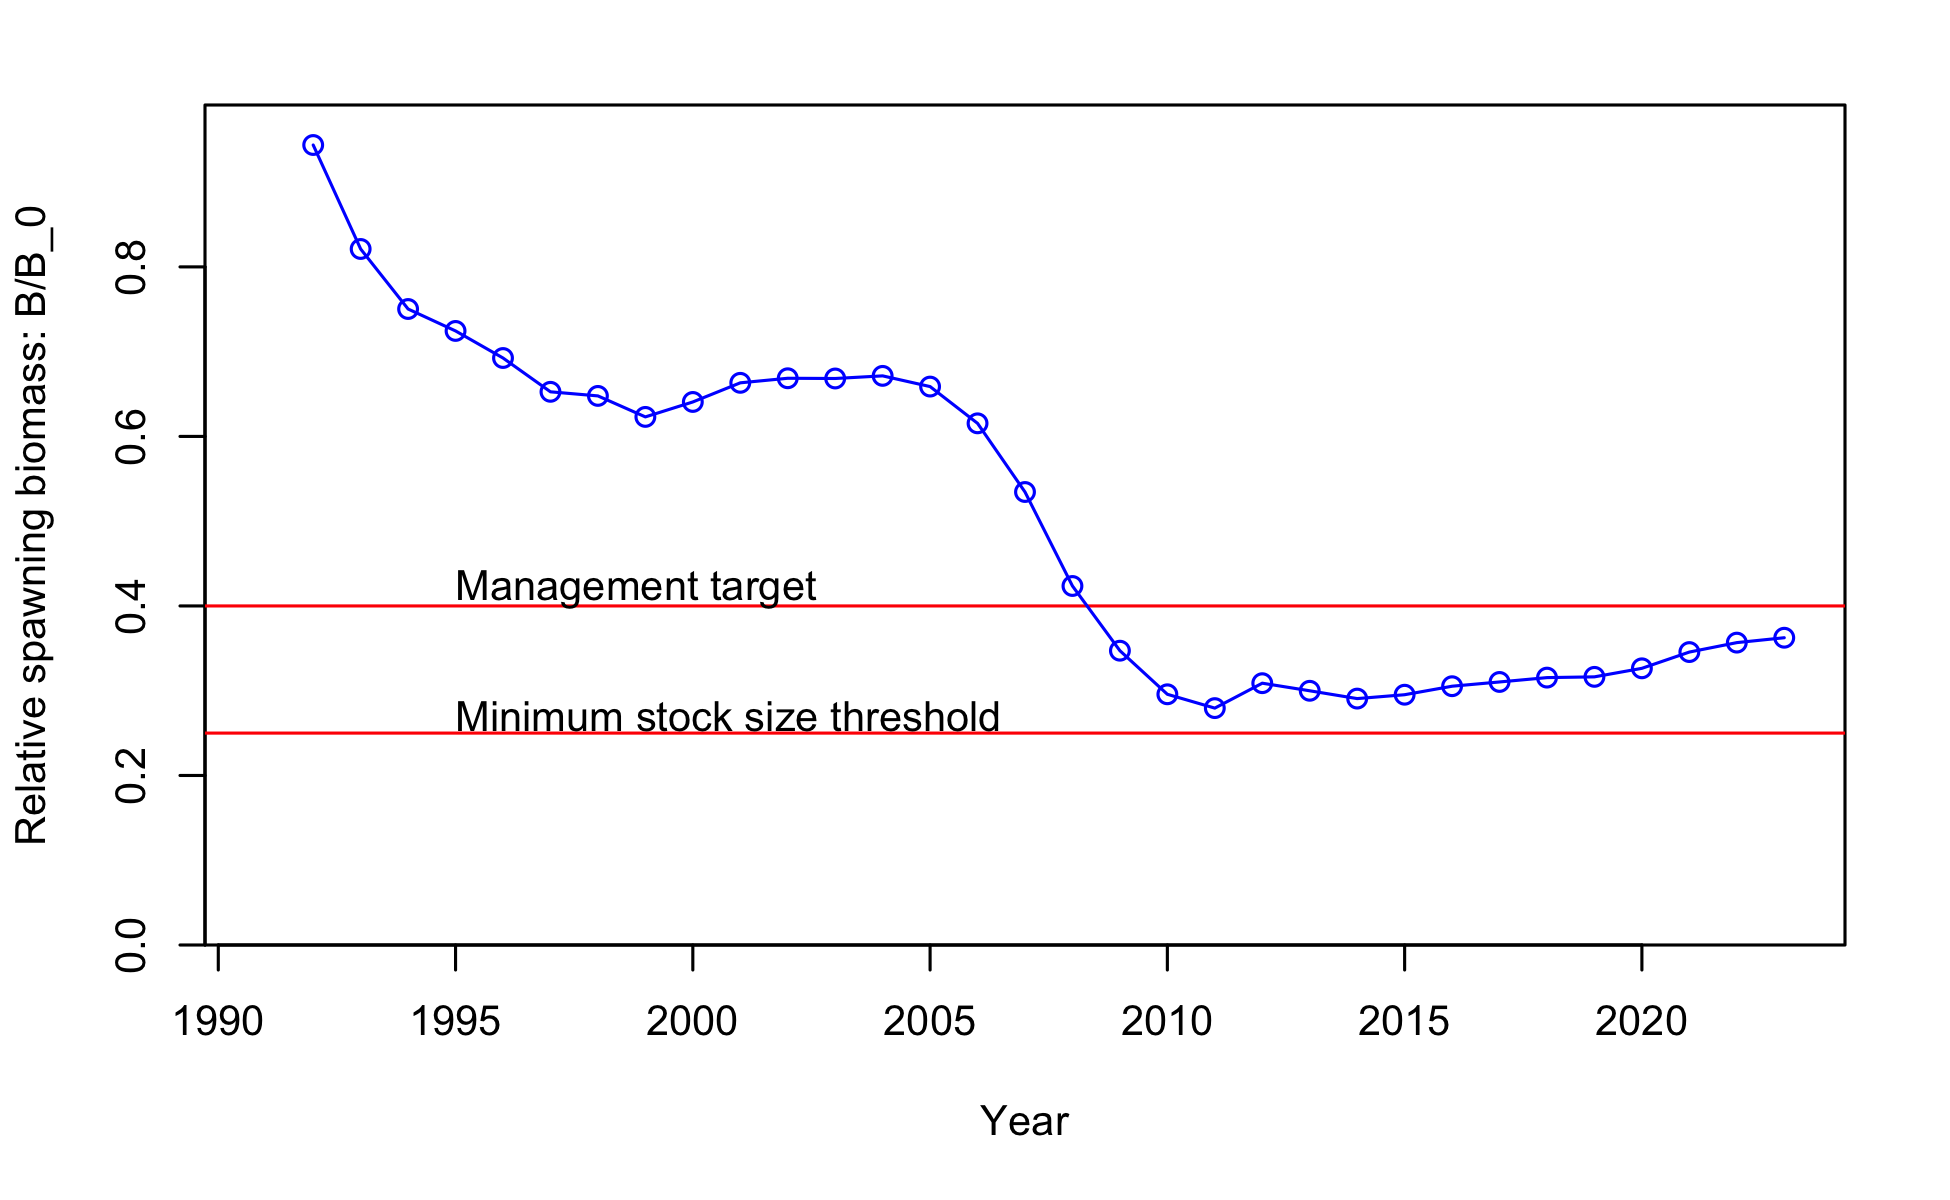 Relative spawning biomass: B/B_0
0.8
0.6
0.4
0.2
0.0
Management target
Minimum stock size threshold
1990 1995 2000 2005 2010 2015 2020
Year